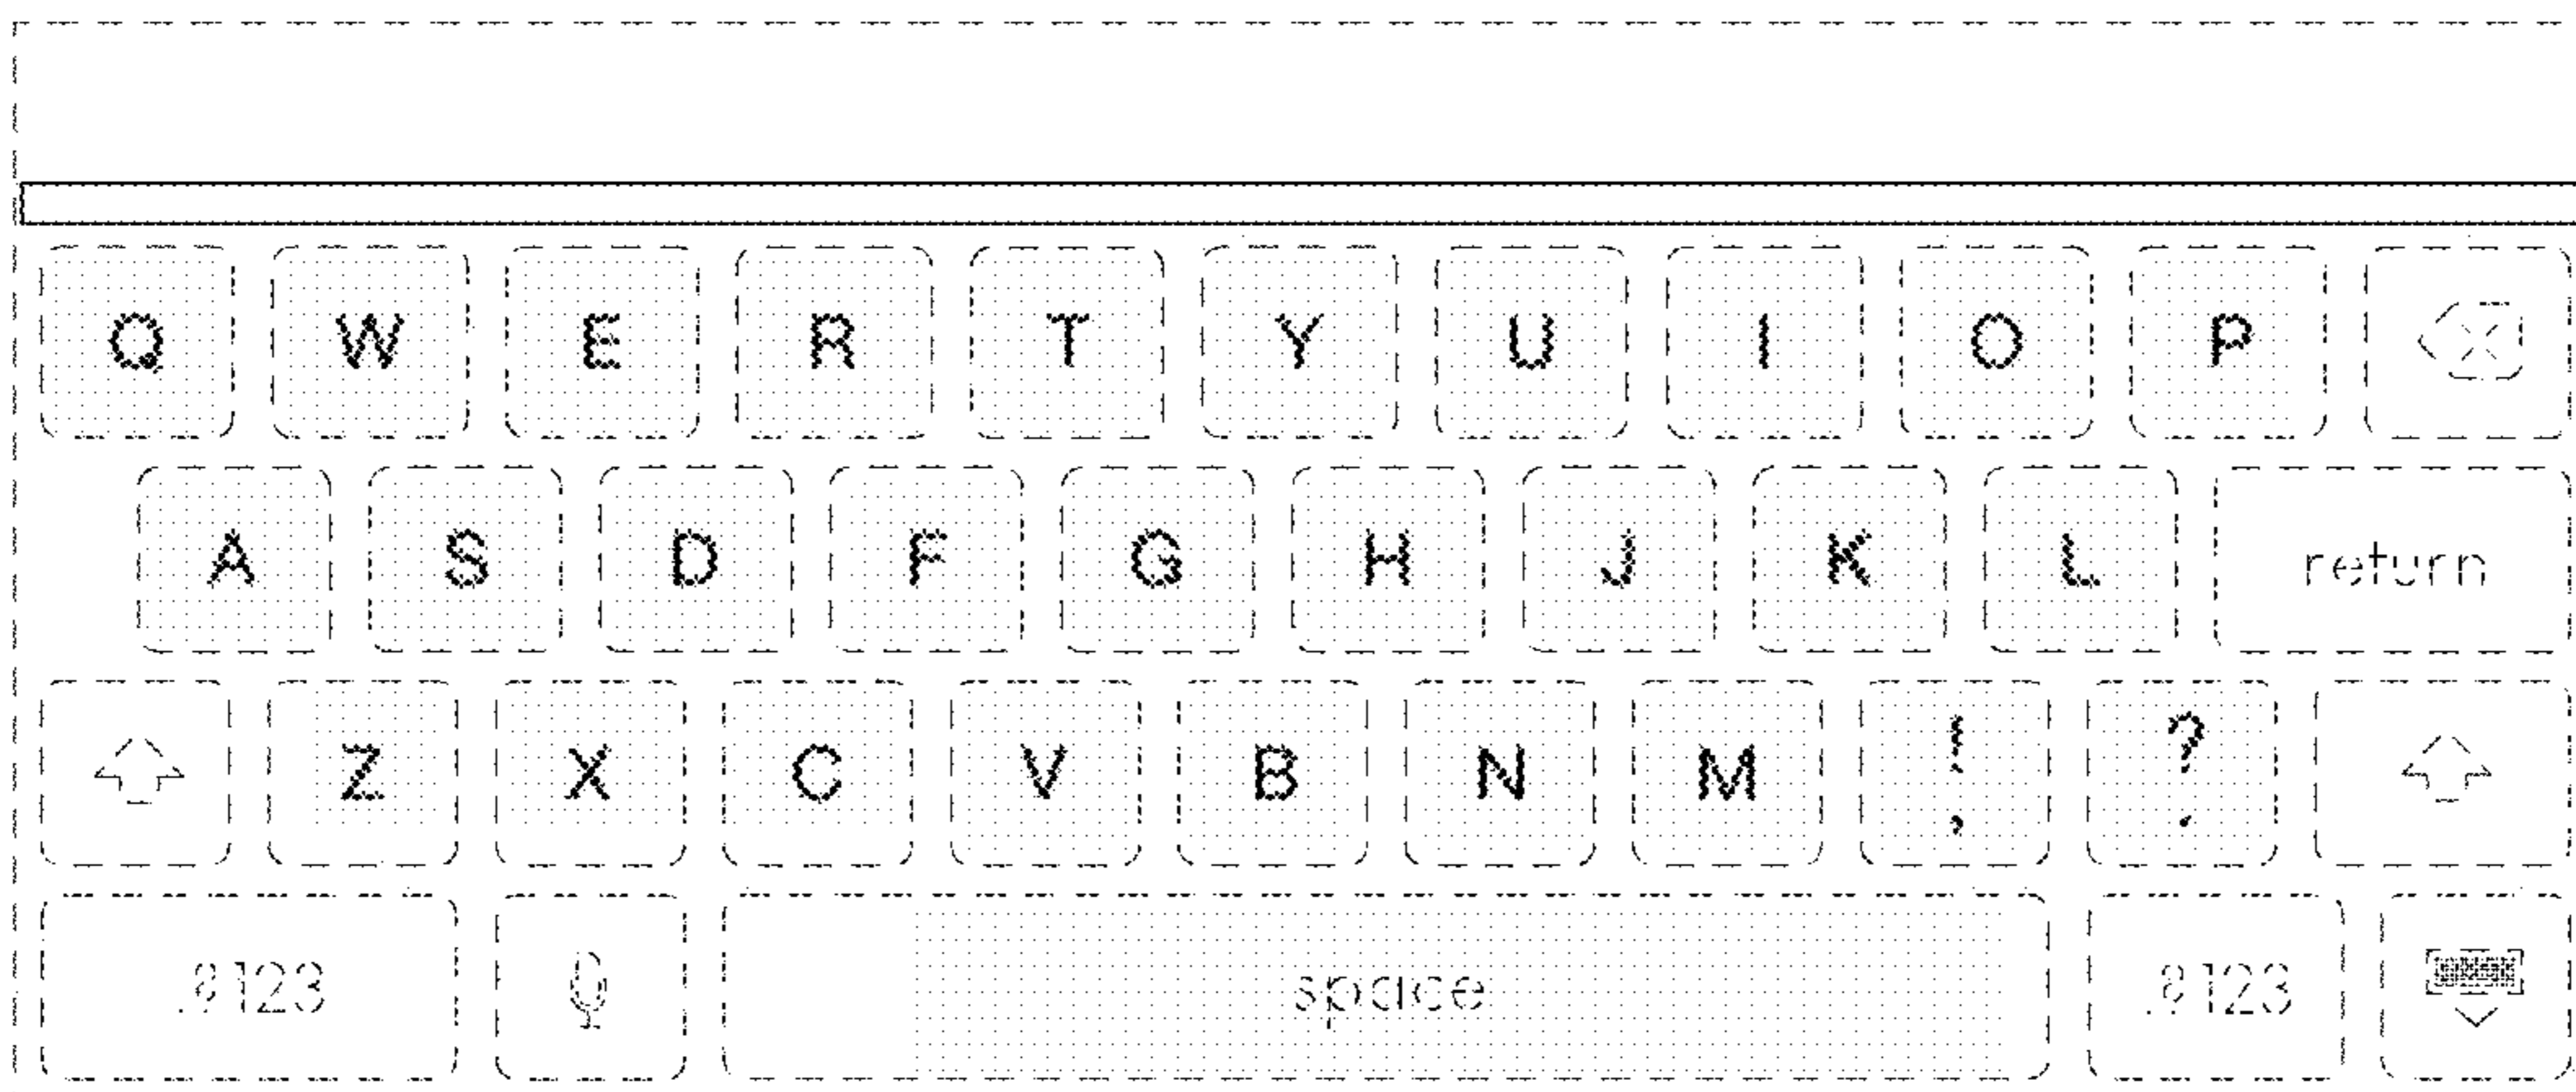 Q W E R T Y U I O P
A S D F G H J K L return
Z X C V B N M ! , ? .
.?123 space .?123